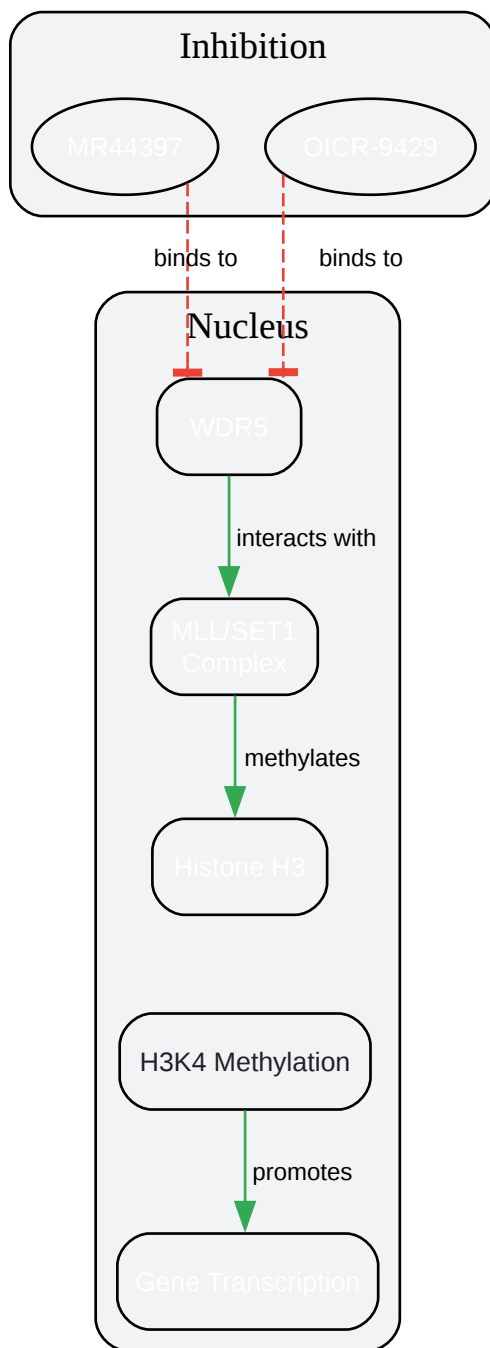 Inhibition
MR44397
OICR-9429
binds to
binds to
Nucleus
WDR5
interacts with
MLL/SET1
Complex
methylates
Histone H3
H3K4 Methylation
promotes
Gene Transcription